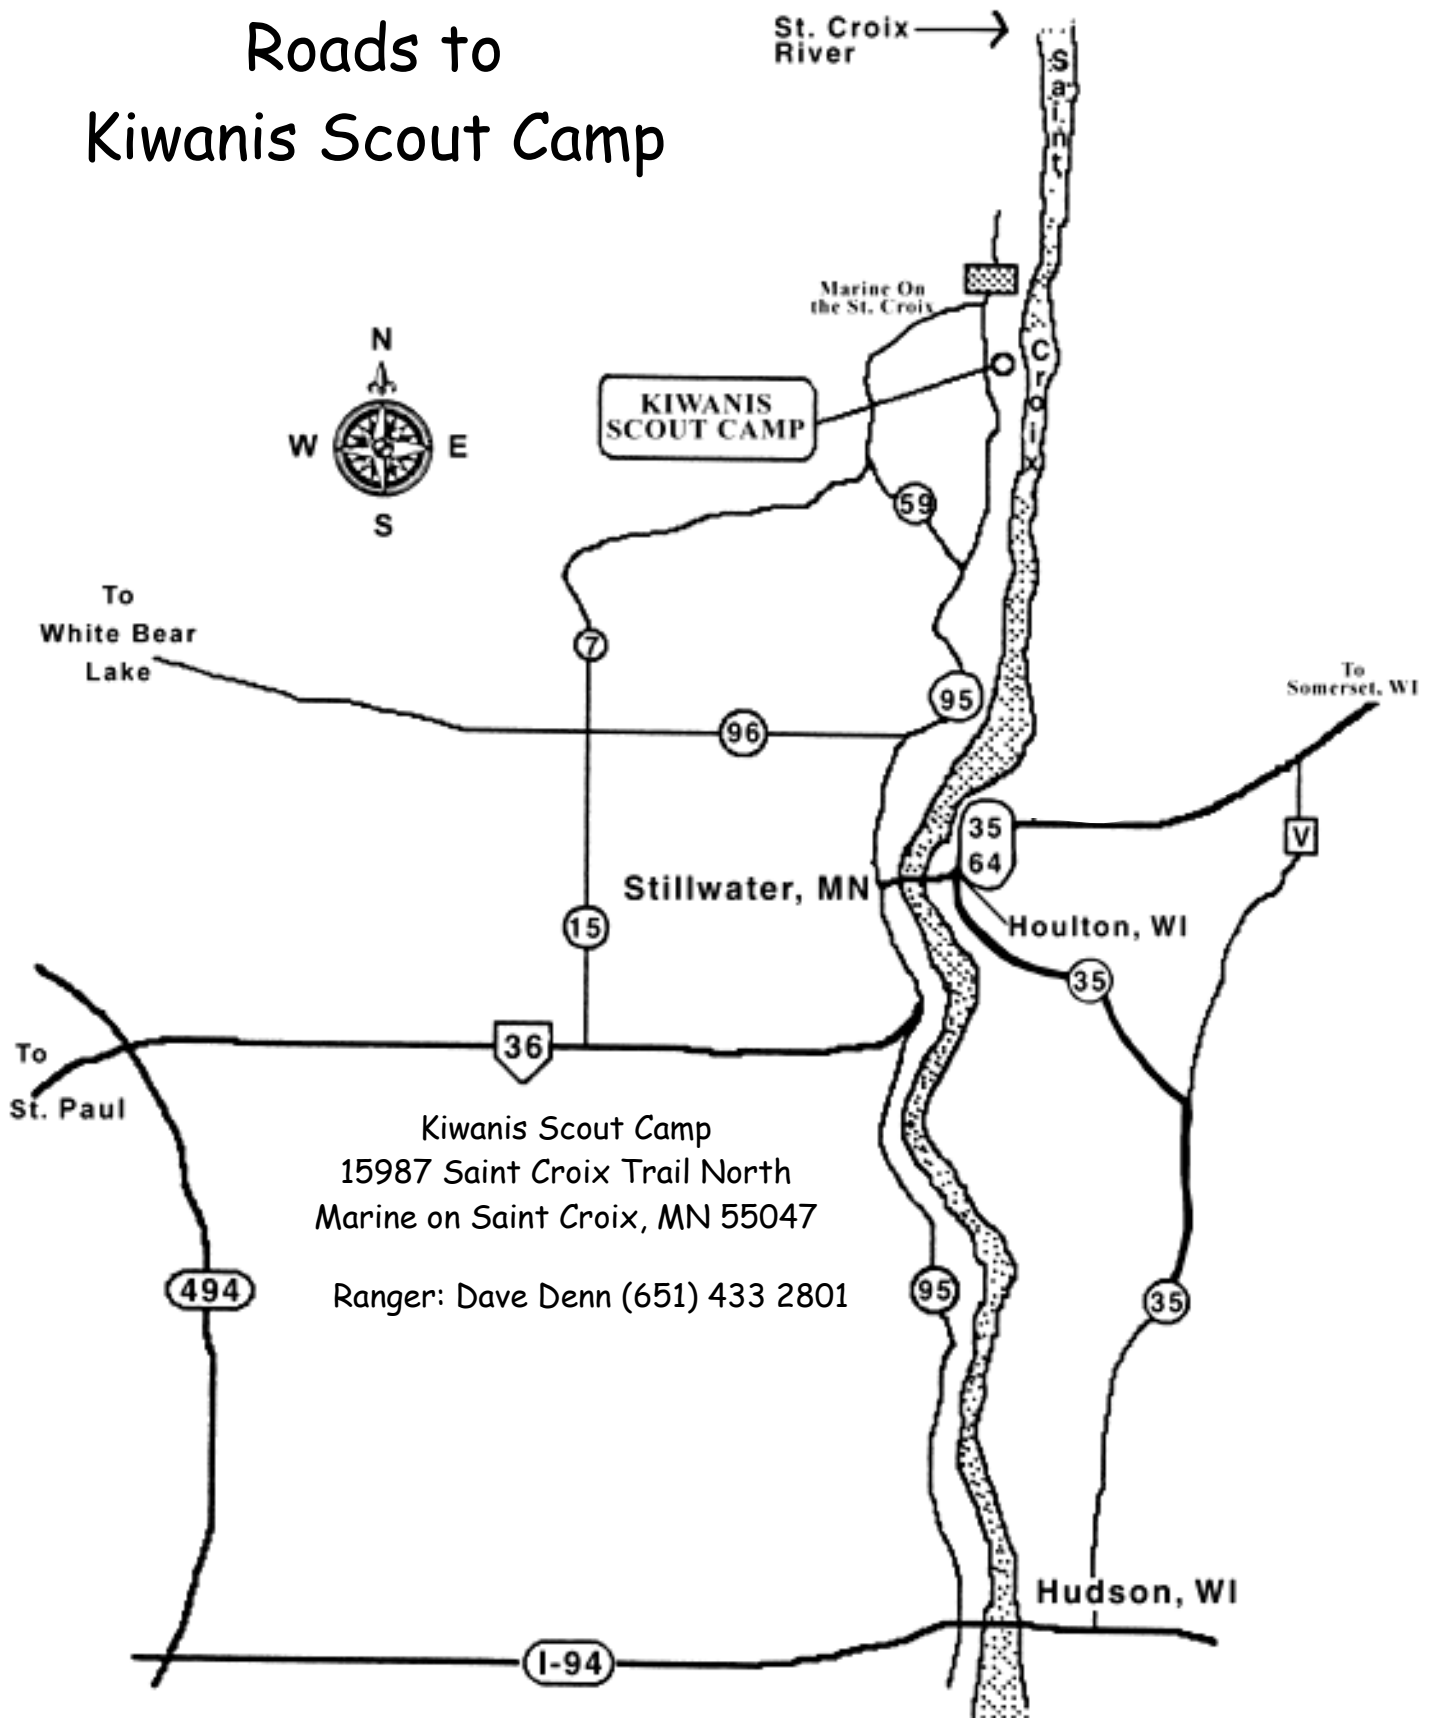 Roads to
Kiwanis Scout Camp
St. Croix
River
Saint
Croix
Marine On
the St. Croix
N
W
E
S
KIWANIS
SCOUT CAMP
59
To
White Bear
Lake
7
95
96
To
Somerset, WI
35
64
V
Stillwater, MN
15
Houlton, WI
35
36
To
St. Paul
Kiwanis Scout Camp
15987 Saint Croix Trail North
Marine on Saint Croix, MN 55047
494
Ranger: Dave Denn (651) 433 2801
95
35
Hudson, WI
I-94